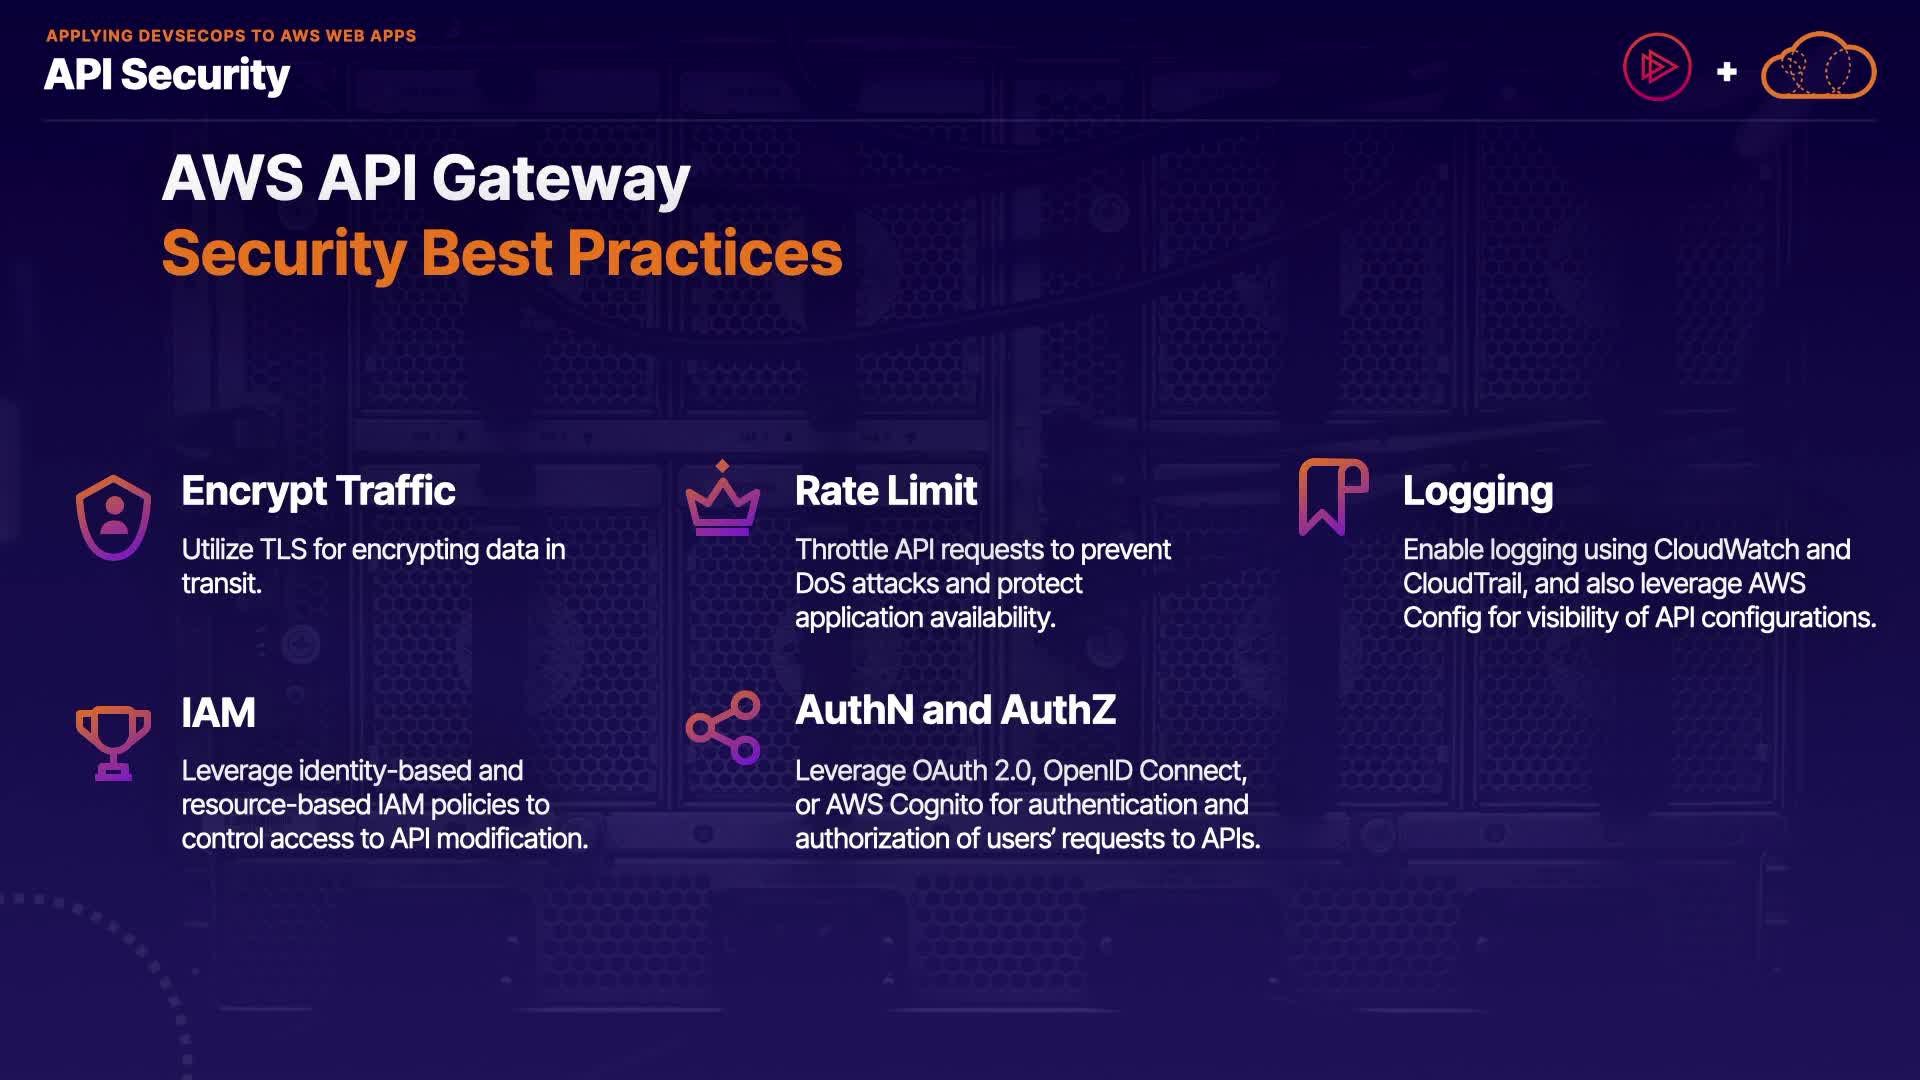 APPLYING DEVSECOPS TO AWS WEB APPS
API Security
AWS API Gateway
Security Best Practices
Encrypt Traffic
Utilize TLS for encrypting data in
transit.
Rate Limit
Throttle API requests to prevent
DoS attacks and protect
application availability.
Logging
Enable logging using CloudWatch and
CloudTrail, and also leverage AWS
Config for visibility of API configurations.
IAM
Leverage identity-based and
resource-based IAM policies to
control access to API modification.
AuthN and AuthZ
Leverage OAuth 2.0, OpenID Connect,
or AWS Cognito for authentication and
authorization of users’ requests to APIs.